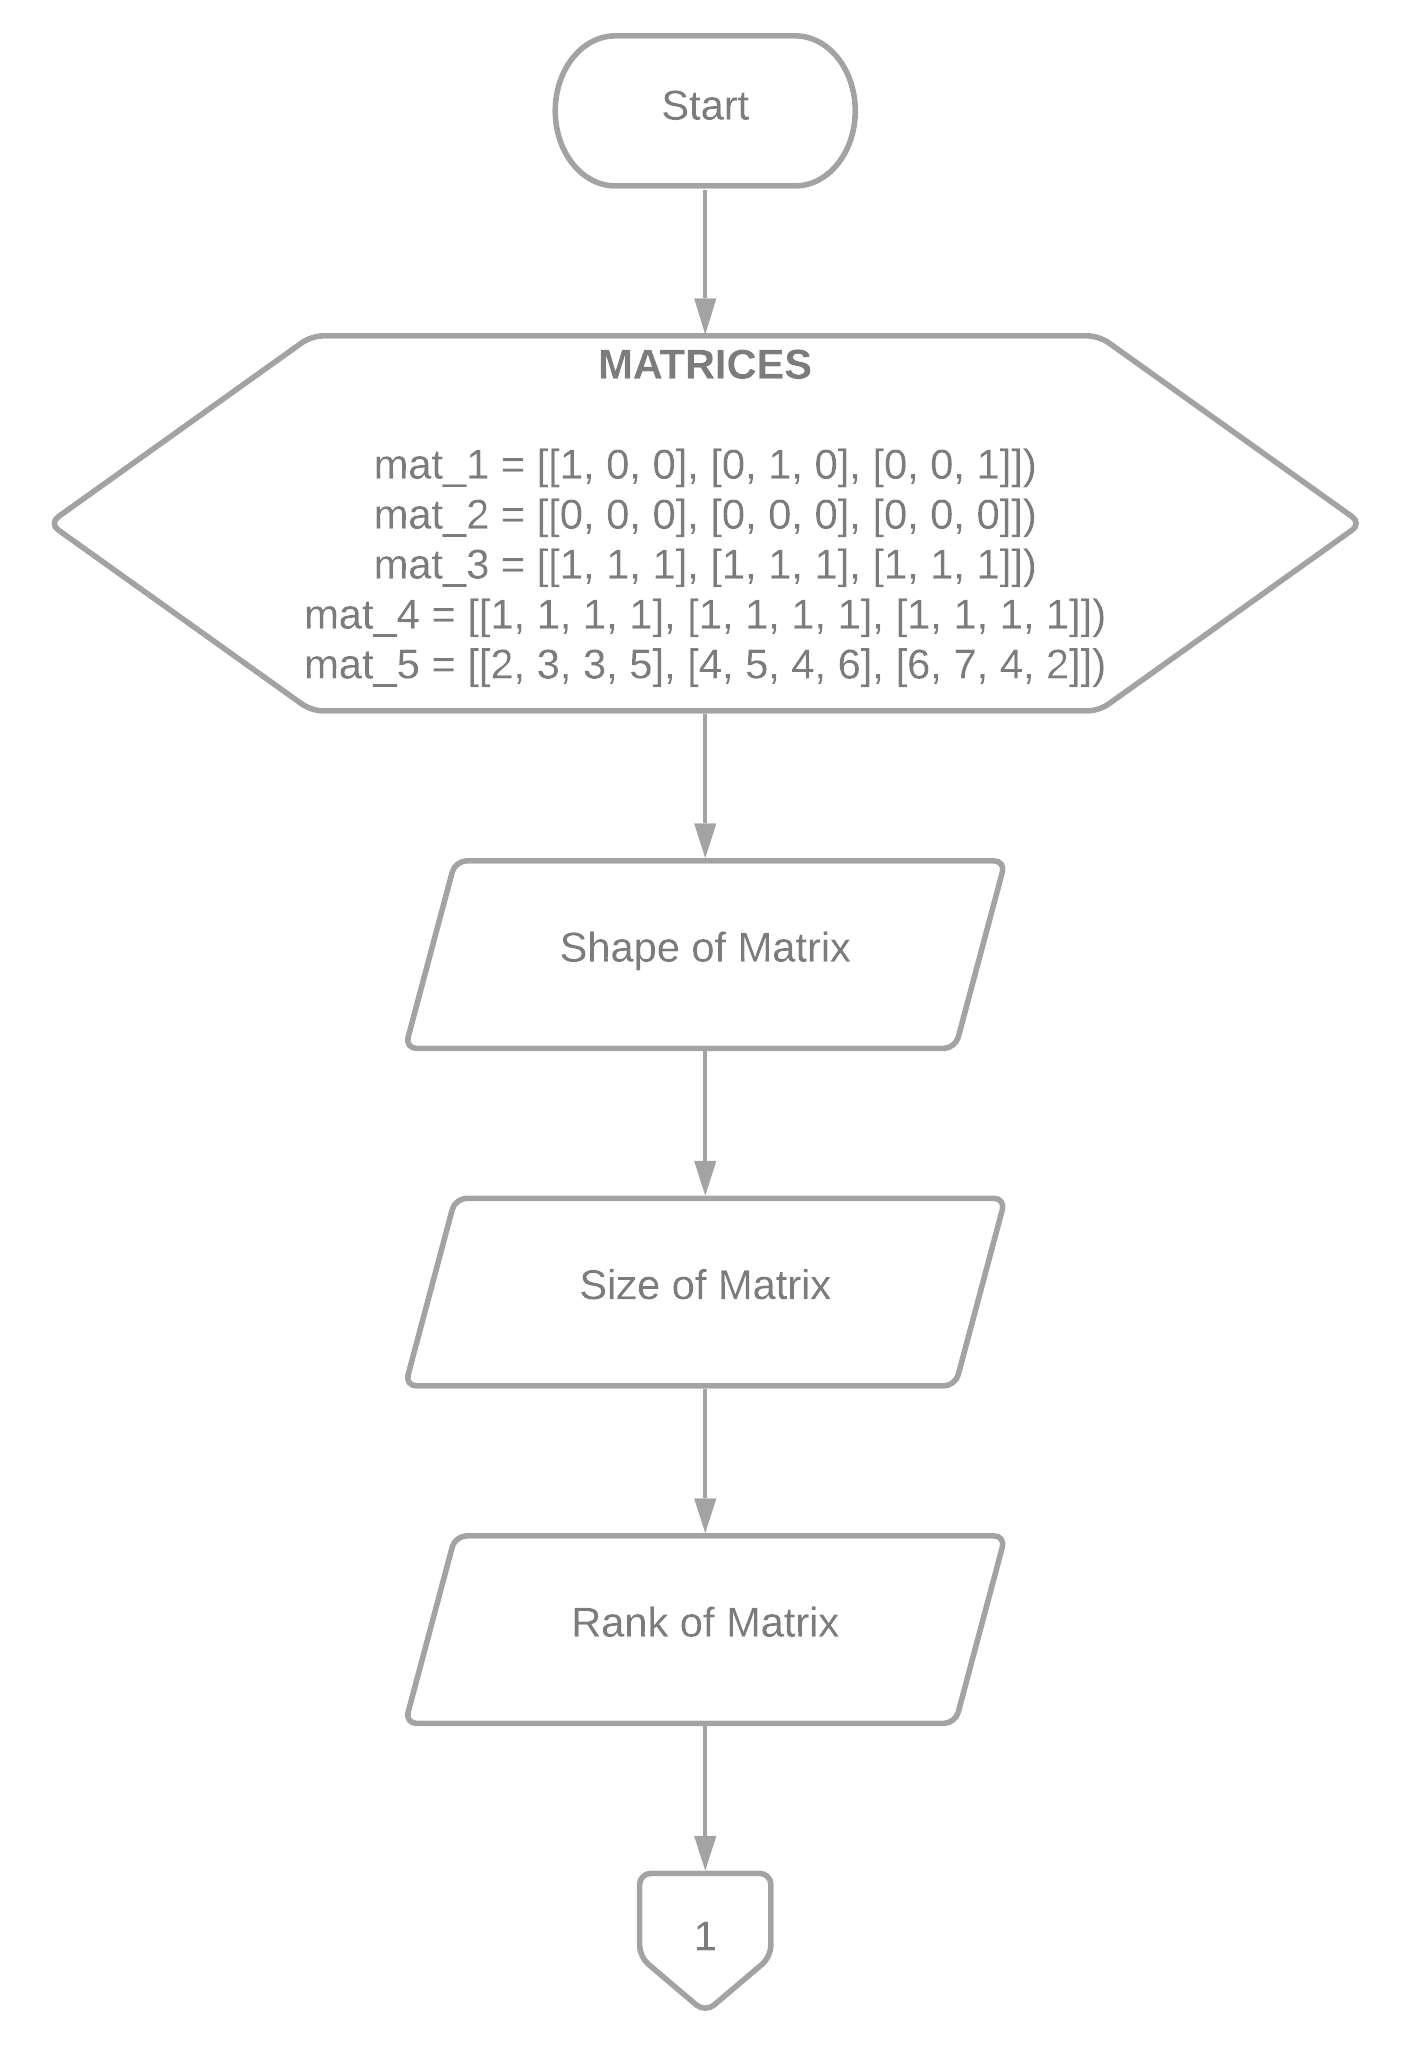 Start
MATRICES
mat_1 = [[1, 0, 0], [0, 1, 0], [0, 0, 1]])
mat_2 = [[0, 0, 0], [0, 0, 0], [0, 0, 0]])
mat_3 = [[1, 1, 1], [1, 1, 1], [1, 1, 1]])
mat_4 = [[1, 1, 1, 1], [1, 1, 1, 1], [1, 1, 1, 1]])
mat_5 = [[2, 3, 3, 5], [4, 5, 4, 6], [6, 7, 4, 2]])
Shape of Matrix
Size of Matrix
Rank of Matrix
1